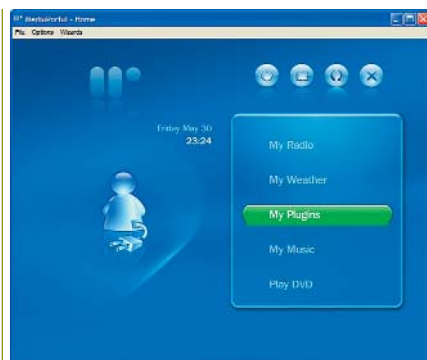 MediaPortal - Home
File Options Wizards
Friday May 30
23:24
My Radio
My Weather
My Plugins
My Music
Play DVD